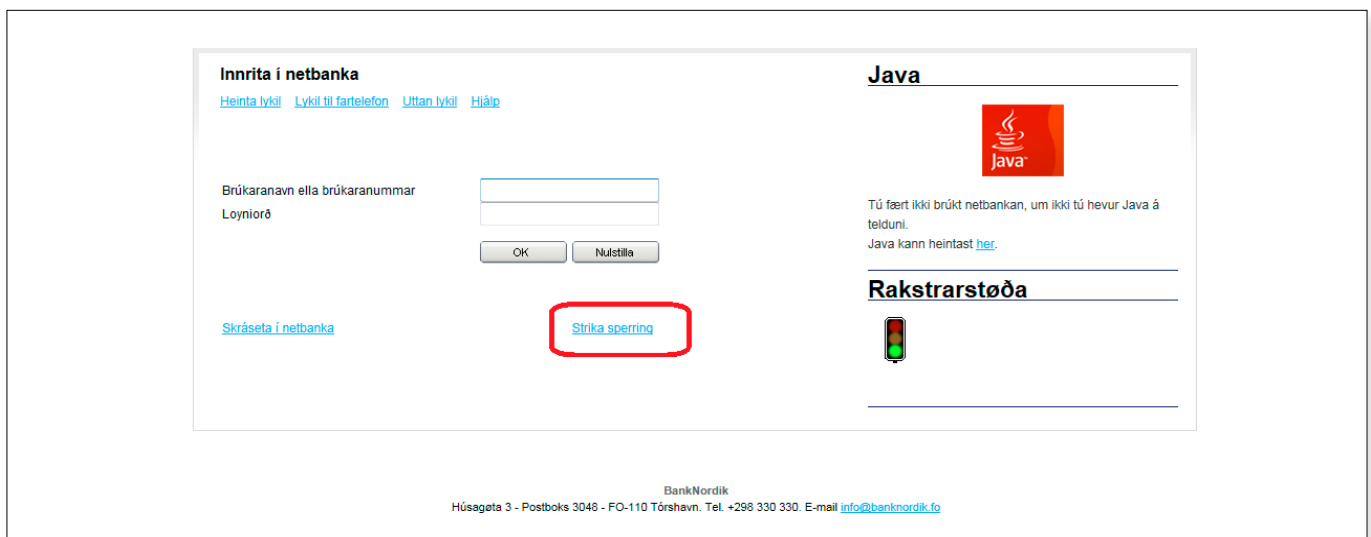 Innrita í netbanka
Heinta lykil Lykil til fartelefon Uttan lykil Hjálp
Brúkaranavn ella brúkaranummar
Loyniorð
OK Nulstilla
Skráseta í netbanka Strika sperring
Java
Java
Tú fært ikki brúkt netbankan, um ikki tú hevur Java á
telduni.
Java kann heintast her.
Rakstrarstøða
BankNordik
Húsagøta 3 - Postboks 3048 - FO-110 Tórshavn. Tel. +298 330 330. E-mail info@banknordik.fo